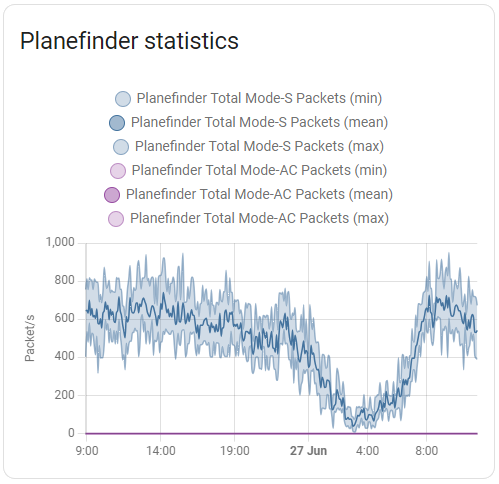 Planefinder statistics
Planefinder Total Mode-S Packets (min)
Planefinder Total Mode-S Packets (mean)
Planefinder Total Mode-S Packets (max)
Planefinder Total Mode-AC Packets (min)
Planefinder Total Mode-AC Packets (mean)
Planefinder Total Mode-AC Packets (max)
1,000
800
600
400
200
0
Packet/s
9:00 14:00 19:00 27 Jun 4:00 8:00